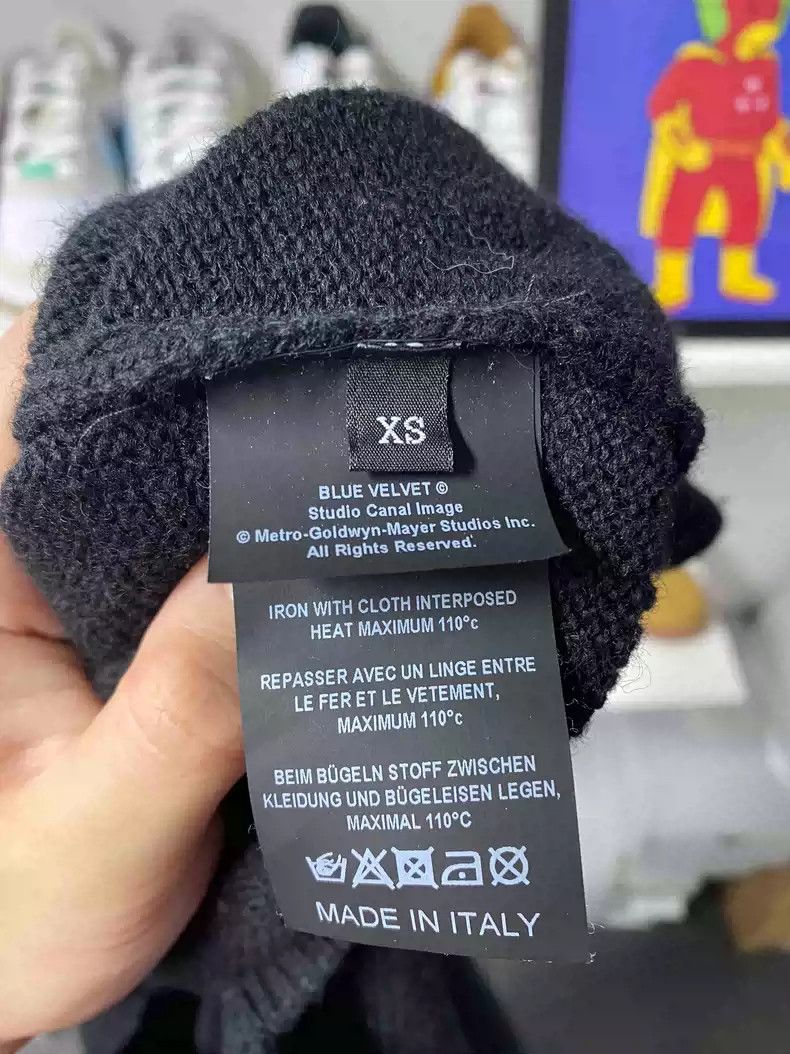 XS
BLUE VELVET ©
Studio Canal Image
© Metro-Goldwyn-Mayer Studios Inc.
All Rights Reserved.
IRON WITH CLOTH INTERPOSED
HEAT MAXIMUM 110°c
REPASSER AVEC UN LINGE ENTRE
LE FER ET LE VETEMENT,
MAXIMUM 110°c
BEIM BÜGELN STOFF ZWISCHEN
KLEIDUNG UND BÜGELEISEN LEGEN,
MAXIMAL 110°C
MADE IN ITALY